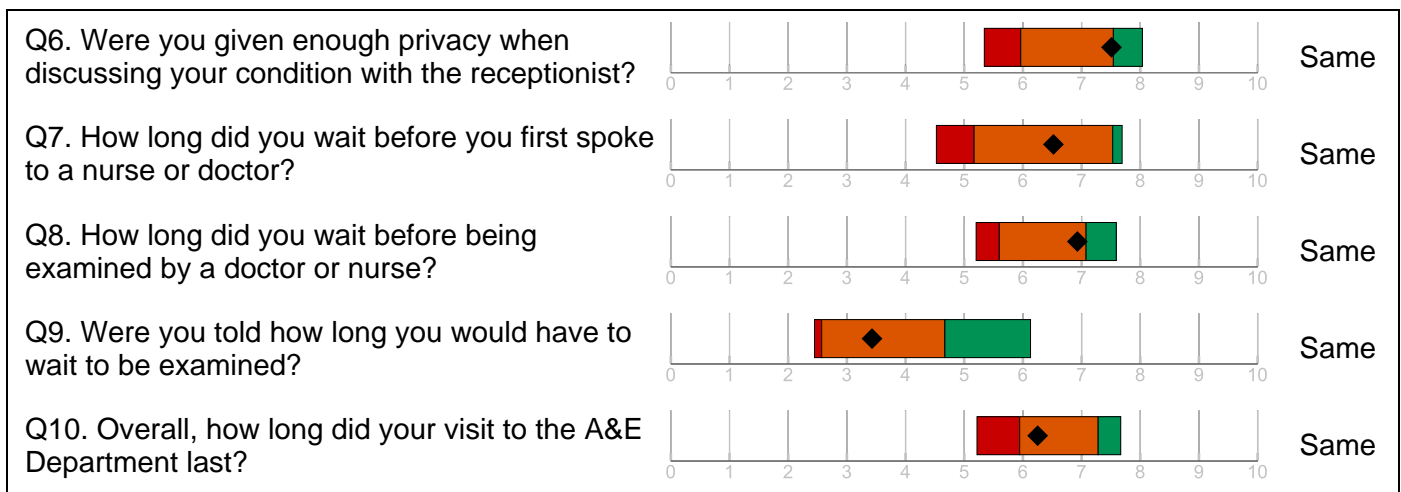 Q6. Were you given enough privacy when
discussing your condition with the receptionist?
0 1 2 3 4 5 6 7 8 9 10
Same
Q7. How long did you wait before you first spoke
to a nurse or doctor?
0 1 2 3 4 5 6 7 8 9 10
Same
Q8. How long did you wait before being
examined by a doctor or nurse?
0 1 2 3 4 5 6 7 8 9 10
Same
Q9. Were you told how long you would have to
wait to be examined?
0 1 2 3 4 5 6 7 8 9 10
Same
Q10. Overall, how long did your visit to the A&E
Department last?
0 1 2 3 4 5 6 7 8 9 10
Same